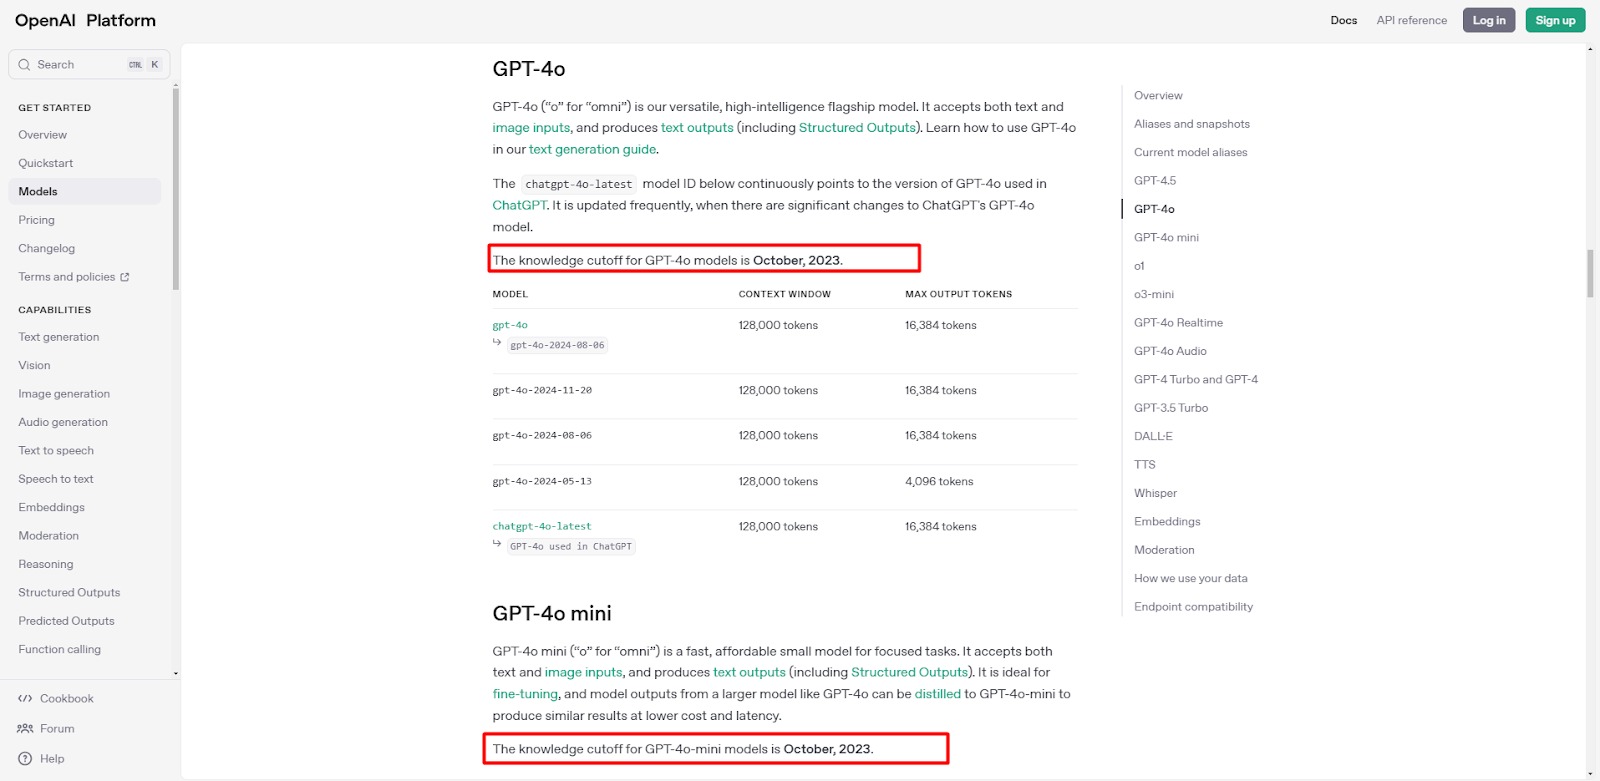 OpenAI Platform
Docs
API reference
Log in
Sign up
Search
CTRL K
GET STARTED
Overview
Quickstart
Models
Pricing
Changelog
Terms and policies
CAPABILITIES
Text generation
Vision
Image generation
Audio generation
Text to speech
Speech to text
Embeddings
Moderation
Reasoning
Structured Outputs
Predicted Outputs
Function calling
Cookbook
Forum
Help
GPT-4o
GPT-4o (“o” for “omni”) is our versatile, high-intelligence flagship model. It accepts both text and
image inputs, and produces text outputs (including Structured Outputs). Learn how to use GPT-4o
in our text generation guide.
The chatgpt-4o-latest model ID below continuously points to the version of GPT-4o used in
ChatGPT. It is updated frequently, when there are significant changes to ChatGPT's GPT-4o
model.
The knowledge cutoff for GPT-4o models is October, 2023.
MODEL CONTEXT WINDOW MAX OUTPUT TOKENS
gpt-4o 128,000 tokens 16,384 tokens
↳ gpt-4o-2024-08-06
gpt-4o-2024-11-20 128,000 tokens 16,384 tokens
gpt-4o-2024-08-06 128,000 tokens 16,384 tokens
gpt-4o-2024-05-13 128,000 tokens 4,096 tokens
chatgpt-4o-latest 128,000 tokens 16,384 tokens
↳ GPT-4o used in ChatGPT
GPT-4o mini
GPT-4o mini (“o” for “omni”) is a fast, affordable small model for focused tasks. It accepts both
text and image inputs, and produces text outputs (including Structured Outputs). It is ideal for
fine-tuning, and model outputs from a larger model like GPT-4o can be distilled to GPT-4o-mini to
produce similar results at lower cost and latency.
The knowledge cutoff for GPT-4o-mini models is October, 2023.
Overview
Aliases and snapshots
Current model aliases
GPT-4.5
GPT-4o
GPT-4o mini
o1
o3-mini
GPT-4o Realtime
GPT-4o Audio
GPT-4 Turbo and GPT-4
GPT-3.5 Turbo
DALL·E
TTS
Whisper
Embeddings
Moderation
How we use your data
Endpoint compatibility